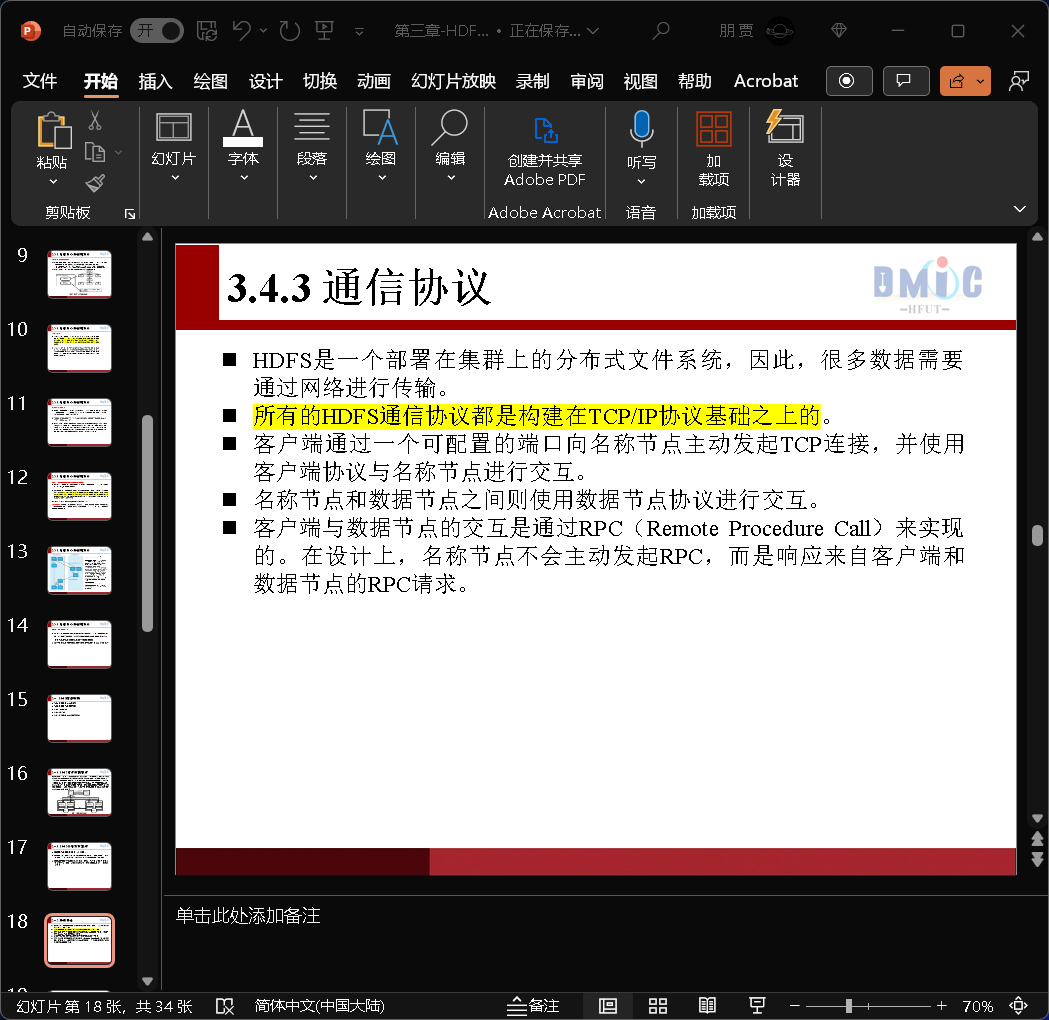 自动保存 开 第三章-HDF... • 正在保存... 朋 贾
文件 开始 插入 绘图 设计 切换 动画 幻灯片放映 录制 审阅 视图 帮助 Acrobat
粘贴
剪贴板
幻灯片
字体
段落
绘图
编辑
创建并共享
Adobe PDF
Adobe Acrobat
听写
语音
加
载项
加载项
设
计器
9
10
11
12
13
14
15
16
17
18
3.4.3 通信协议
DMiC
-HFUT-
■ HDFS是一个部署在集群上的分布式文件系统，因此，很多数据需要
通过网络进行传输。
■ 所有的HDFS通信协议都是构建在TCP/IP协议基础之上的。
■ 客户端通过一个可配置的端口向名称节点主动发起TCP连接，并使用
客户端协议与名称节点进行交互。
■ 名称节点和数据节点之间则使用数据节点协议进行交互。
■ 客户端与数据节点的交互是通过RPC（Remote Procedure Call）来实现
的。在设计上，名称节点不会主动发起RPC，而是响应来自客户端和
数据节点的RPC请求。
单击此处添加备注
幻灯片第 18 张，共 34 张 简体中文(中国大陆) 备注 70%